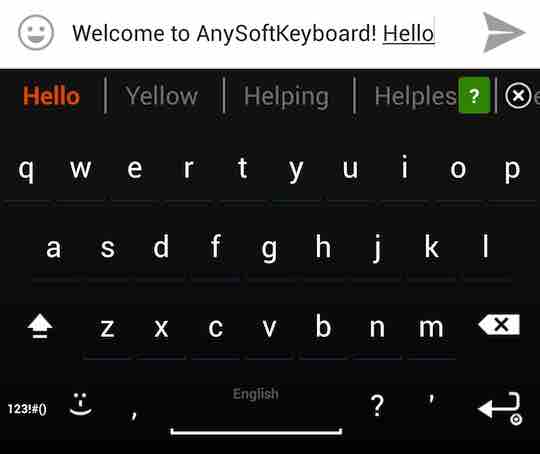 Welcome to AnySoftKeyboard! Hello
Hello Yellow Helping Helples ?
q w e r t y u i o p
a s d f g h j k l
z x c v b n m
English
123!#() , ? '